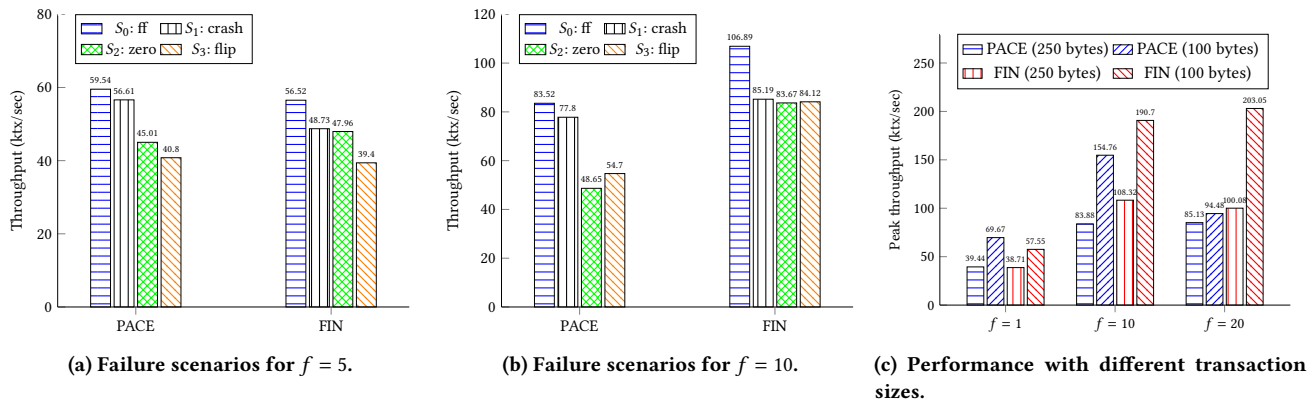 80
60
40
20
0
Throughput (ktx/sec)
S0: ff S1: crash
S2: zero S3: flip
59.54
56.61
45.01
40.8
56.52
48.73
47.96
39.4
PACE FIN
(a) Failure scenarios for f = 5.
120
100
80
60
40
20
0
Throughput (ktx/sec)
S0: ff S1: crash
S2: zero S3: flip
83.52
77.8
48.65
54.7
106.89
85.19
83.67
84.12
PACE FIN
(b) Failure scenarios for f = 10.
250
200
150
100
50
0
Peak throughput (ktx/sec)
PACE (250 bytes) PACE (100 bytes)
FIN (250 bytes) FIN (100 bytes)
39.44
69.67
38.71
57.55
83.88
154.76
108.32
190.7
85.13
94.48
100.08
203.05
f = 1 f = 10 f = 20
(c) Performance with different transaction
sizes.